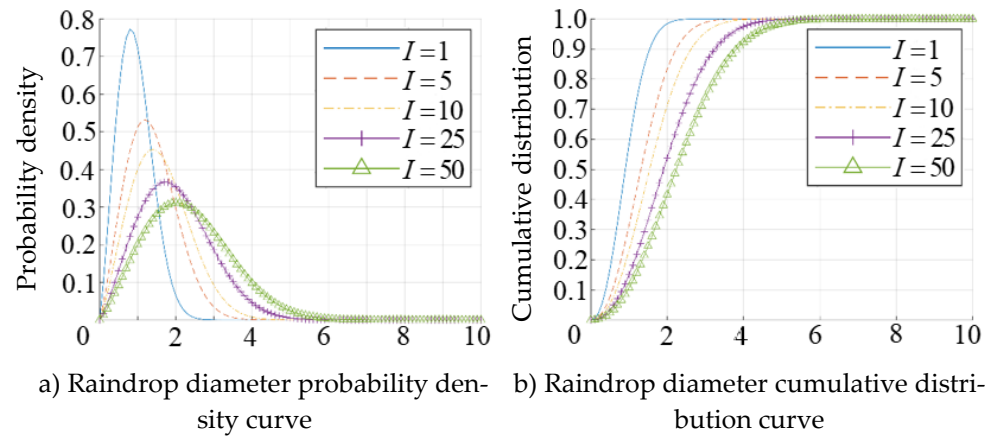 Probability density
0.8
0.7
0.6
0.5
0.4
0.3
0.2
0.1
0 2 4 6 8 10
I=1
I=5
I=10
I=25
I=50
a) Raindrop diameter probability den-
sity curve
Cumulative distribution
1.0
0.9
0.8
0.7
0.6
0.5
0.4
0.3
0.2
0.1
0 2 4 6 8 10
I=1
I=5
I=10
I=25
I=50
b) Raindrop diameter cumulative distri-
bution curve